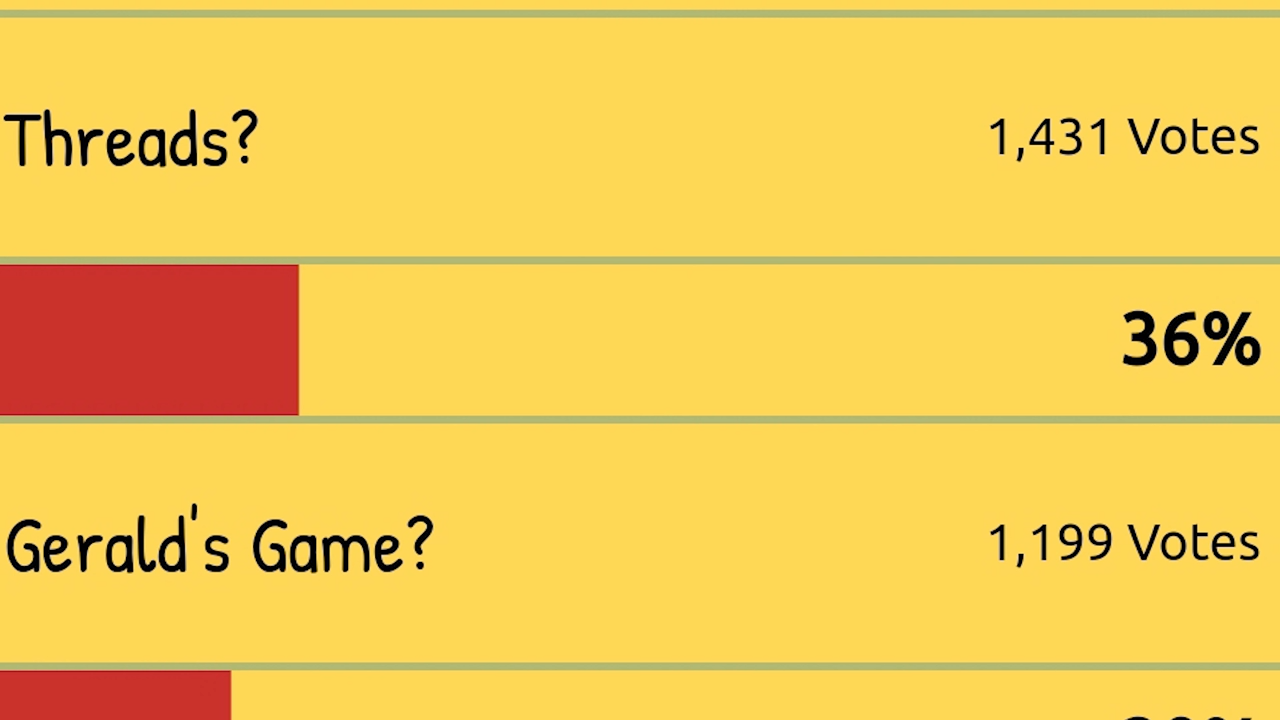 Threads?
1,431 Votes
36%
Gerald's Game?
1,199 Votes